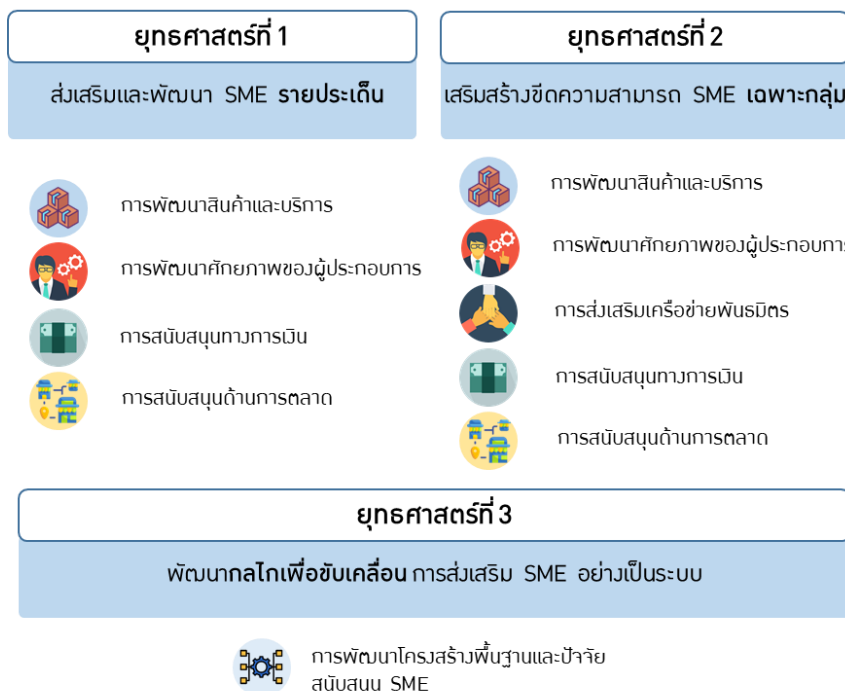 ยุทธศาสตร์ที่ 1
ส่งเสริมและพัฒนา SME รายประเด็น
การพัฒนาสินค้าและบริการ
การพัฒนาศักยภาพของผู้ประกอบการ
การสนับสนุนทางการเงิน
การสนับสนุนด้านการตลาด
ยุทธศาสตร์ที่ 2
เสริมสร้างขีดความสามารถ SME เฉพาะกลุ่ม
การพัฒนาสินค้าและบริการ
การพัฒนาศักยภาพของผู้ประกอบการ
การส่งเสริมเครือข่ายพันธมิตร
การสนับสนุนทางการเงิน
การสนับสนุนด้านการตลาด
ยุทธศาสตร์ที่ 3
พัฒนากลไกเพื่อขับเคลื่อน การส่งเสริม SME อย่างเป็นระบบ
การพัฒนาโครงสร้างพื้นฐานและปัจจัย
สนับสนุน SME